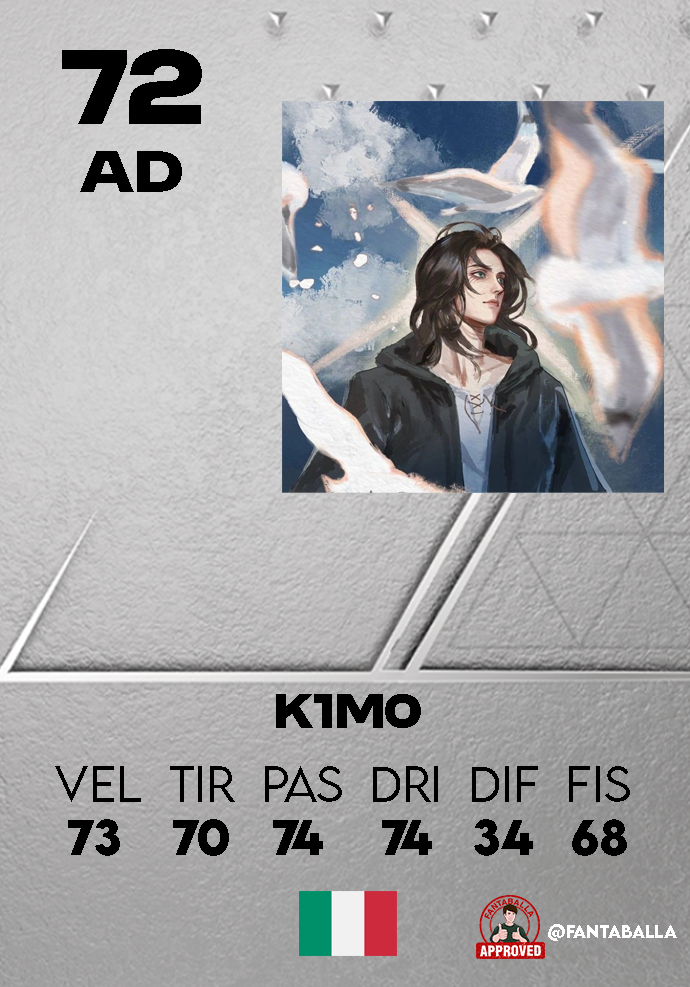 72
AD
K1MO
VEL TIR PAS DRI DIF FIS
73 70 74 74 34 68
FANTABALLA
APPROVED
@FANTABALLA